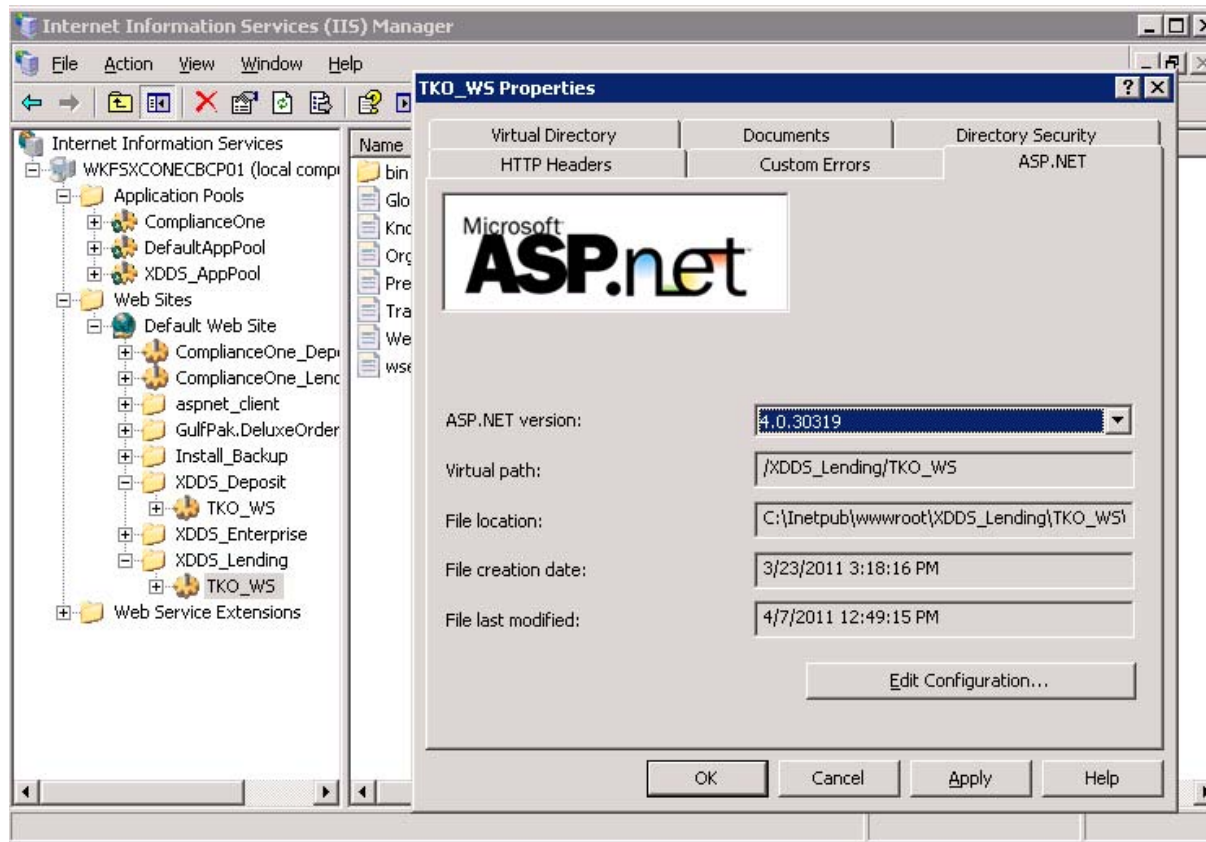 Internet Information Services (IIS) Manager
File Action View Window Help
Internet Information Services
WKFSXCONECBCP01 (local comp
Application Pools
ComplianceOne
DefaultAppPool
XDDS_AppPool
Web Sites
Default Web Site
ComplianceOne_Dep
ComplianceOne_Lend
aspnet_client
GulfPak.DeluxeOrder
Install_Backup
XDDS_Deposit
TKO_WS
XDDS_Enterprise
XDDS_Lending
TKO_WS
Web Service Extensions
Name
bin
Glo
Kno
Org
Pre
Tra
We
wse
TKO_WS Properties
Virtual Directory Documents Directory Security
HTTP Headers Custom Errors ASP.NET
Microsoft
ASP.net
ASP.NET version: 4.0.30319
Virtual path: /XDDS_Lending/TKO_WS
File location: C:\Inetpub\wwwroot\XDDS_Lending\TKO_WS\
File creation date: 3/23/2011 3:18:16 PM
File last modified: 4/7/2011 12:49:15 PM
Edit Configuration...
OK Cancel Apply Help